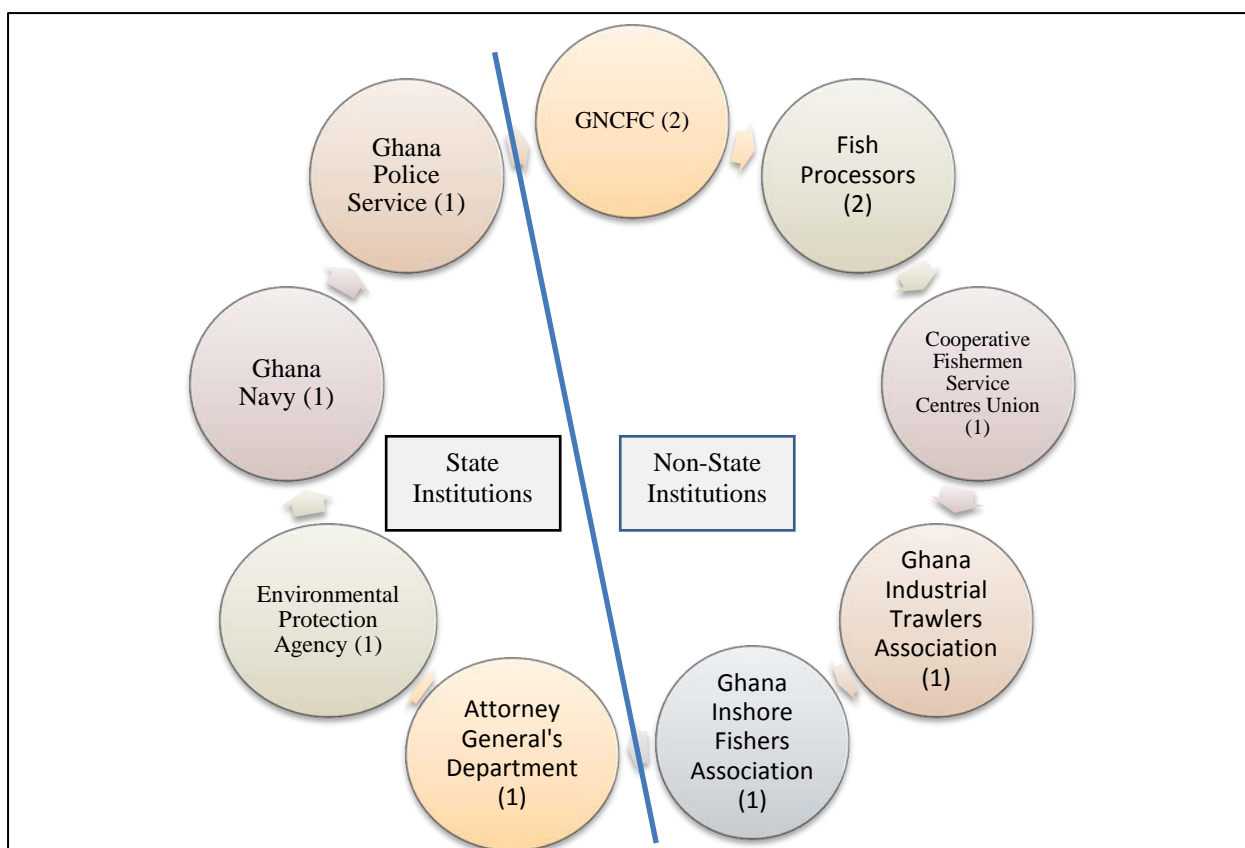 GNCFC (2)
Fish
Processors
(2)
Cooperative
Fishermen
Service
Centres Union
(1)
Ghana
Industrial
Trawlers
Association
(1)
Ghana
Inshore
Fishers
Association
(1)
Attorney
General's
Department
(1)
Environmental
Protection
Agency (1)
Ghana
Navy (1)
Ghana
Police
Service (1)
State
Institutions
Non-State
Institutions